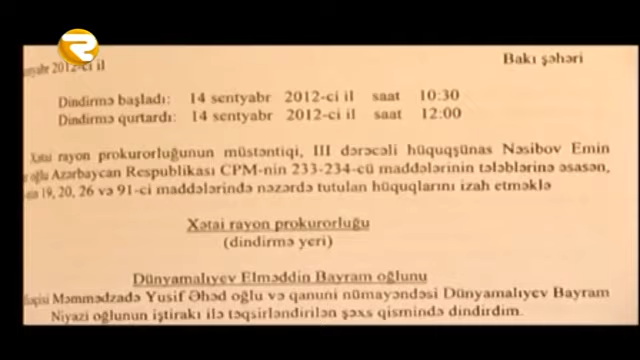 2012-ci il
Bakı şəhəri
Dindirmə başladı: 14 sentyabr 2012-ci il saat 10:30
Dindirmə qurtardı: 14 sentyabr 2012-ci il saat 12:00
Xətai rayon prokurorluğunun müstəntiqi, III dərəcəli hüquqşünas Nəsibov Emin
oğlu Azərbaycan Respublikası CPM-nin 233-234-cü maddələrinin tələblərinə əsasən,
19, 20, 26 və 91-ci maddələrində nəzərdə tutulan hüquqlarını izah etməklə
Xətai rayon prokurorluğu
(dindirmə yeri)
Dünyamalıyev Elməddin Bayram oğlunu
Məmmədzadə Yusif Əhəd oğlu və qanuni nümayəndəsi Dünyamalıyev Bayram
Niyazi oğlunun iştirakı ilə təqsirləndirilən şəxs qismində dindirdim.